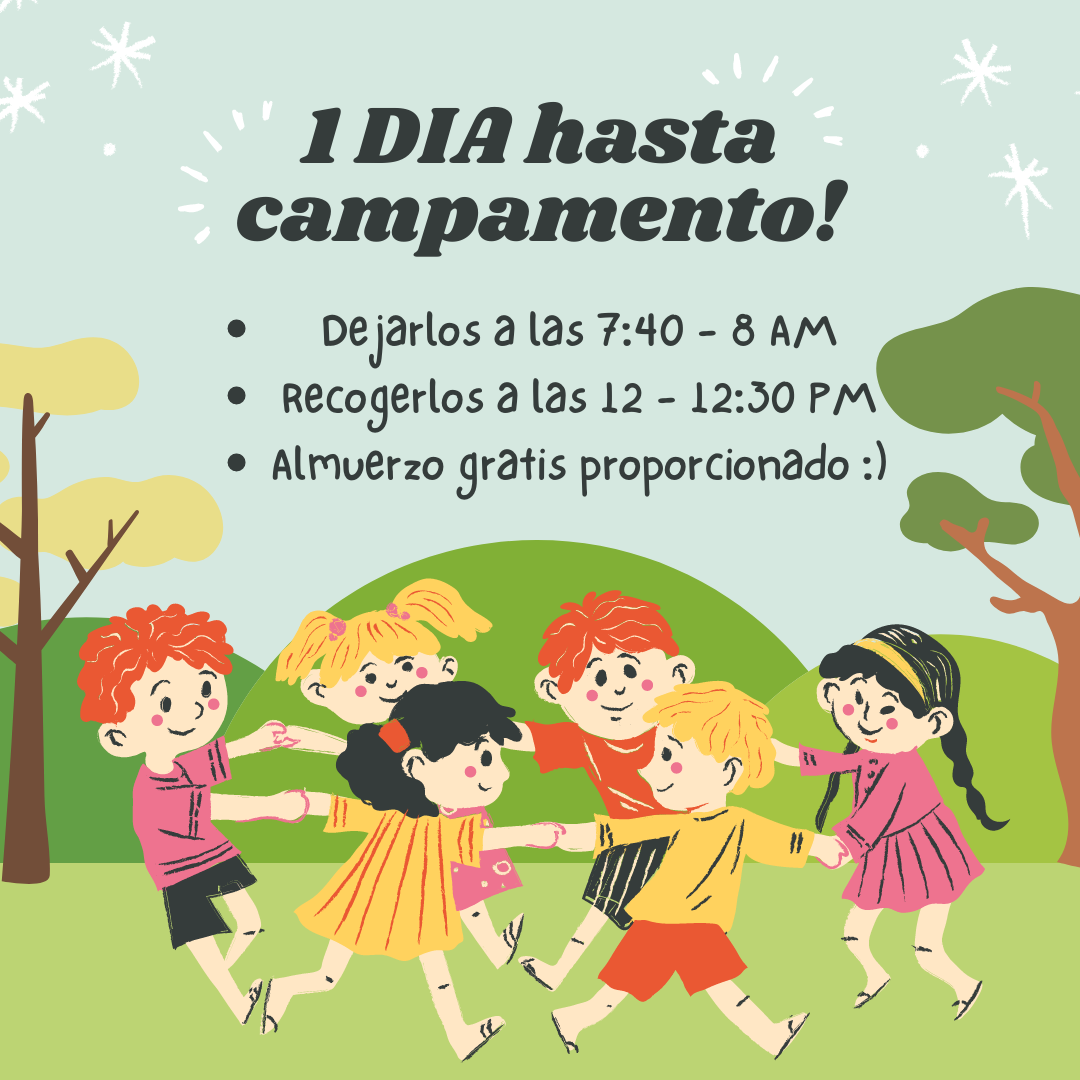 1 DIA hasta
campamento!
• Dejarlos a las 7:40 - 8 AM
• Recogerlos a las 12 - 12:30 PM
• Almuerzo gratis proporcionado :)